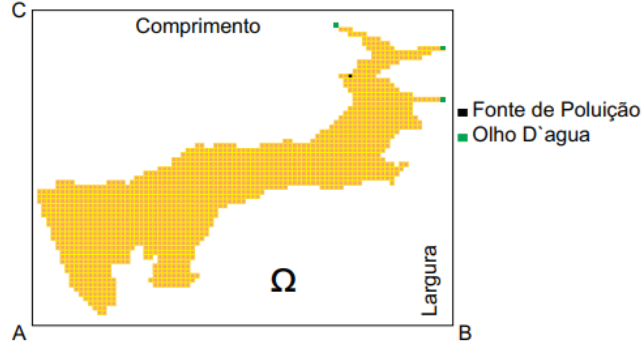 C
Comprimento
Fonte de Poluição
Olho D`agua
Ω
Largura
A
B